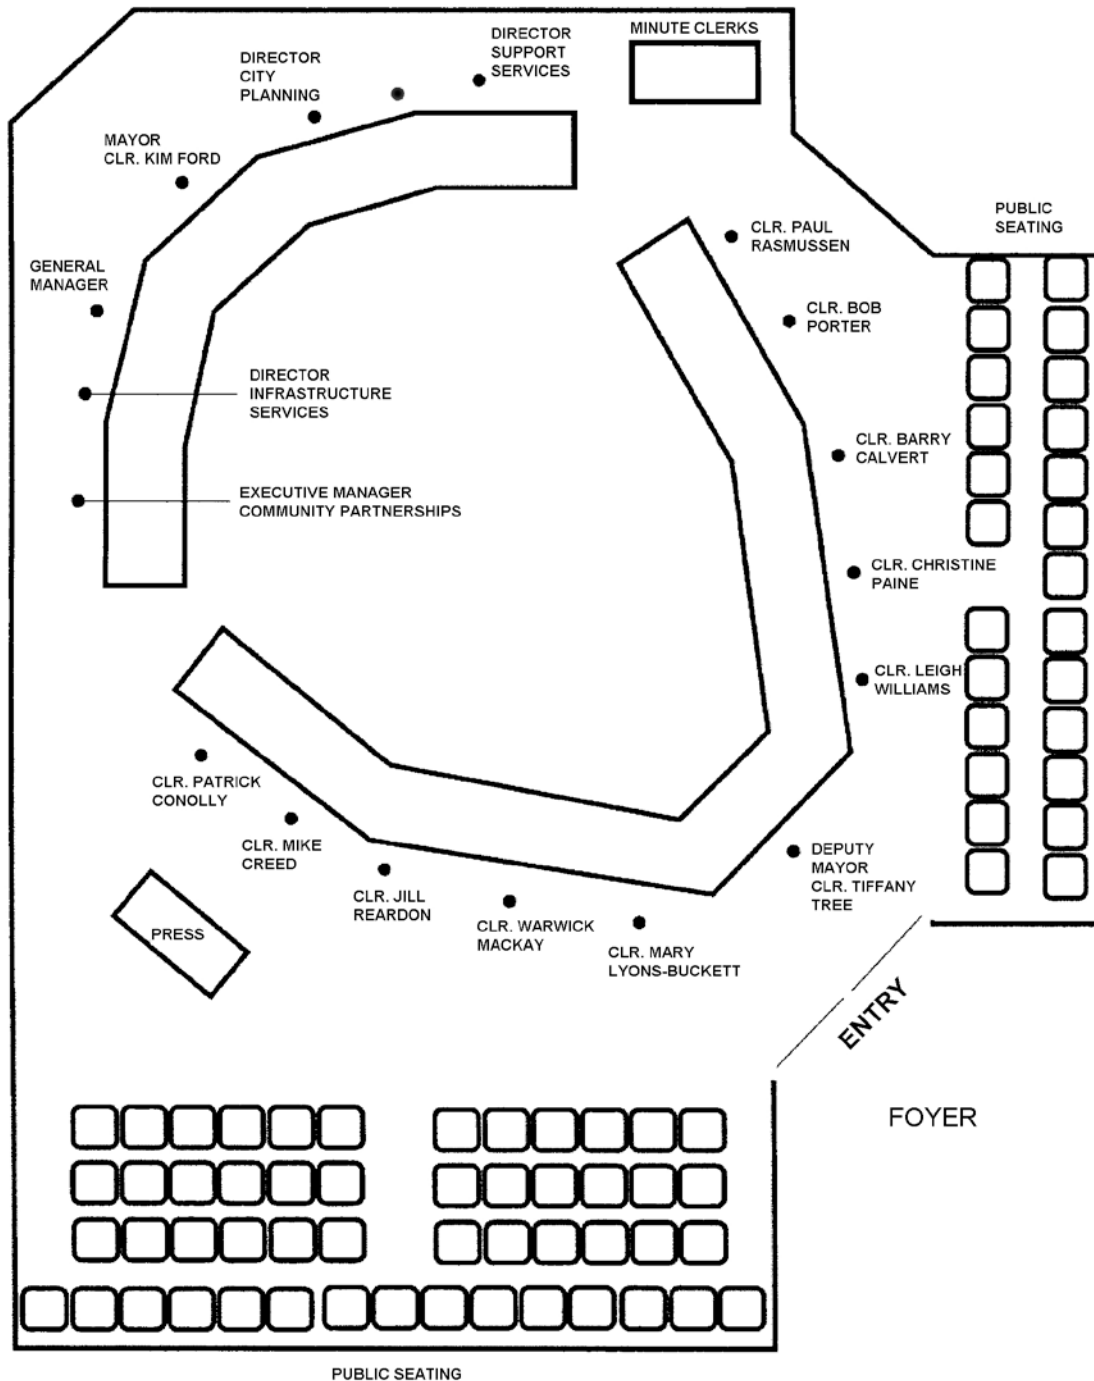 MINUTE CLERKS
DIRECTOR
SUPPORT
SERVICES
DIRECTOR
CITY
PLANNING
MAYOR
CLR. KIM FORD
GENERAL
MANAGER
DIRECTOR
INFRASTRUCTURE
SERVICES
EXECUTIVE MANAGER
COMMUNITY PARTNERSHIPS
CLR. PAUL
RASMUSSEN
CLR. BOB
PORTER
CLR. BARRY
CALVERT
CLR. CHRISTINE
PAINE
CLR. LEIGH
WILLIAMS
PUBLIC
SEATING
DEPUTY
MAYOR
CLR. TIFFANY
TREE
CLR. PATRICK
CONOLLY
CLR. MIKE
CREED
CLR. JILL
REARDON
CLR. WARWICK
MACKAY
CLR. MARY
LYONS-BUCKETT
PRESS
ENTRY
FOYER
PUBLIC SEATING